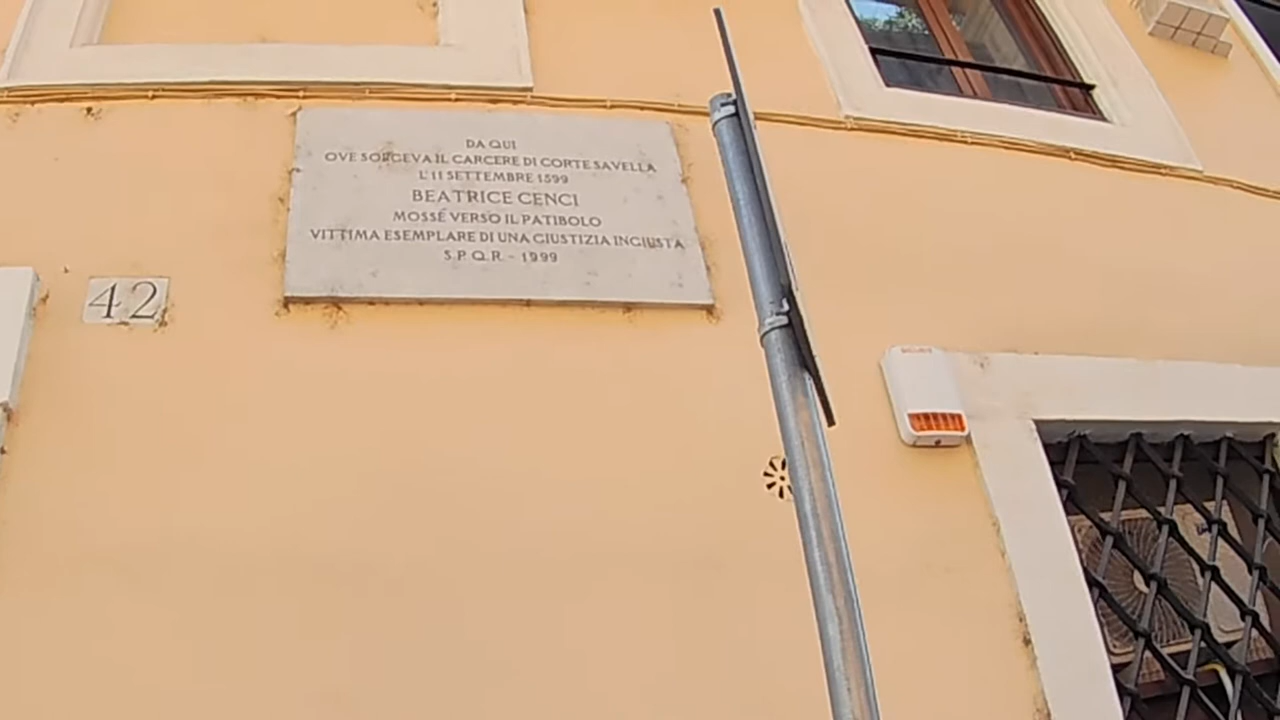 DA QUI
OVE SORGEVA IL CARCERE DI CORTE SAVELLA
L'11 SETTEMBRE 1599
BEATRICE CENCI
MOSSE VERSO IL PATIBOLO
VITTIMA ESEMPLARE DI UNA GIUSTIZIA INGIUSTA
S.P.Q.R. - 1999
42